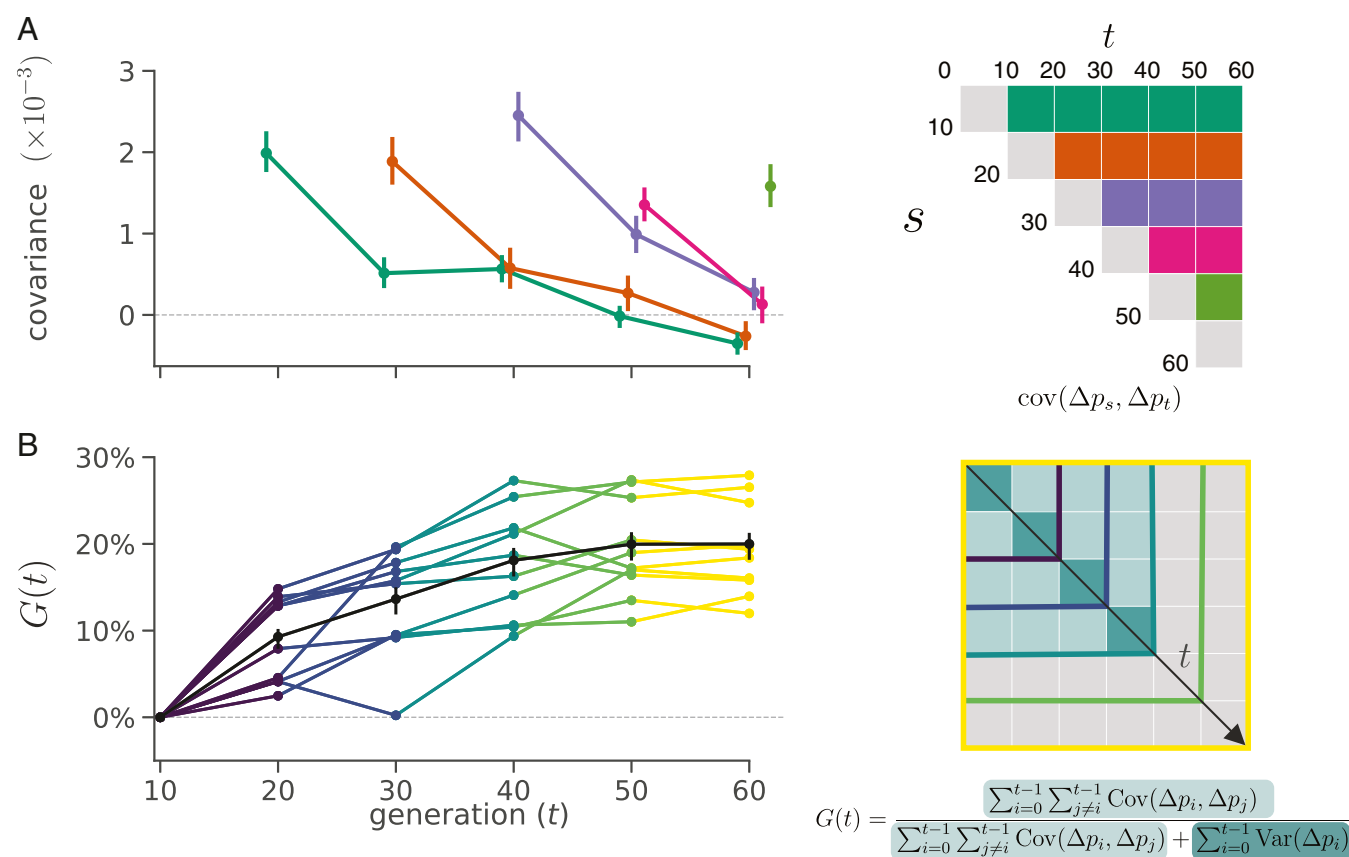 A
covariance (×10⁻³)
3
2
1
0
t
0 10 20 30 40 50 60
s
10
20
30
40
50
60
cov(Δpₛ, Δpₜ)
B
G(t)
30%
20%
10%
0%
10 20 30 40 50 60
generation (t)
t
G(t) = ∑_{i=0}^{t−1} ∑_{j≠i}^{t−1} Cov(Δp_i, Δp_j) / ∑_{i=0}^{t−1} ∑_{j≠i}^{t−1} Cov(Δp_i, Δp_j) + ∑_{i=0}^{t−1} Var(Δp_i)